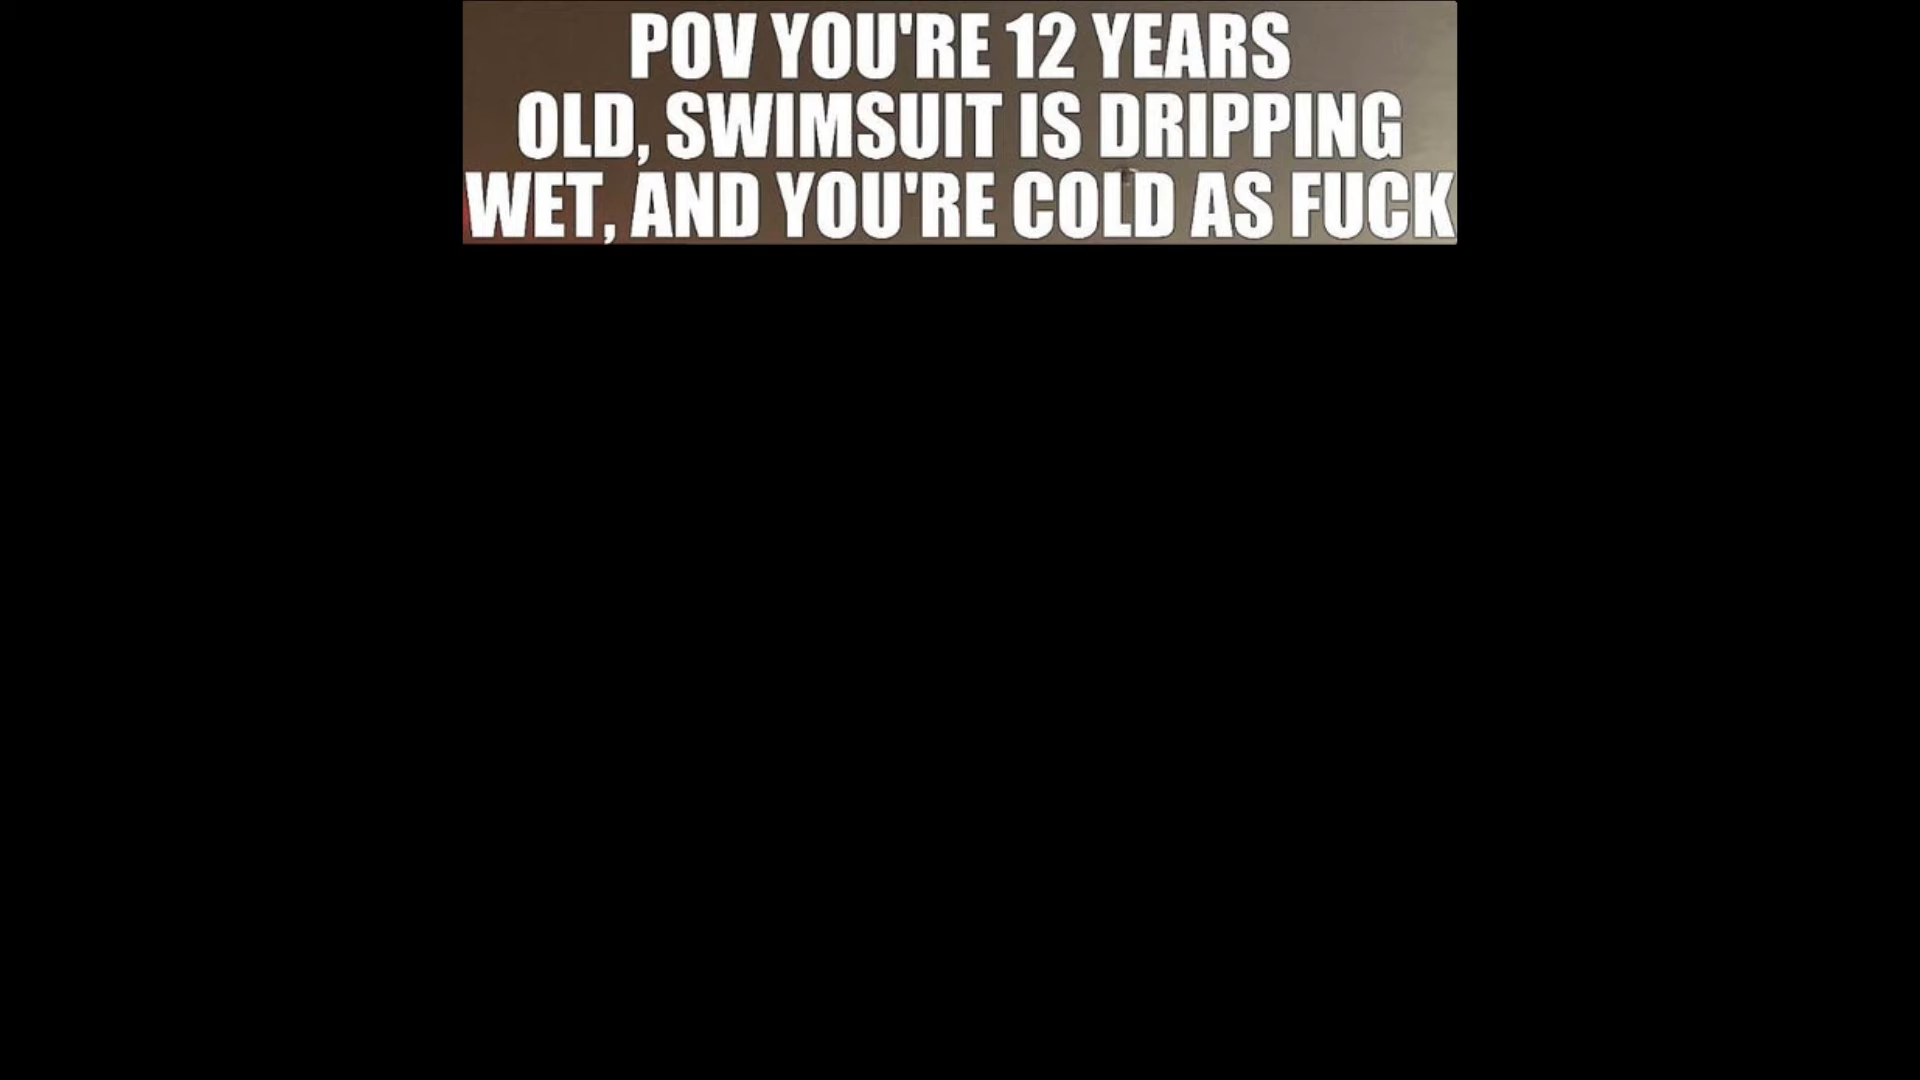 POV YOU'RE 12 YEARS
OLD, SWIMSUIT IS DRIPPING
WET, AND YOU'RE COLD AS FUCK